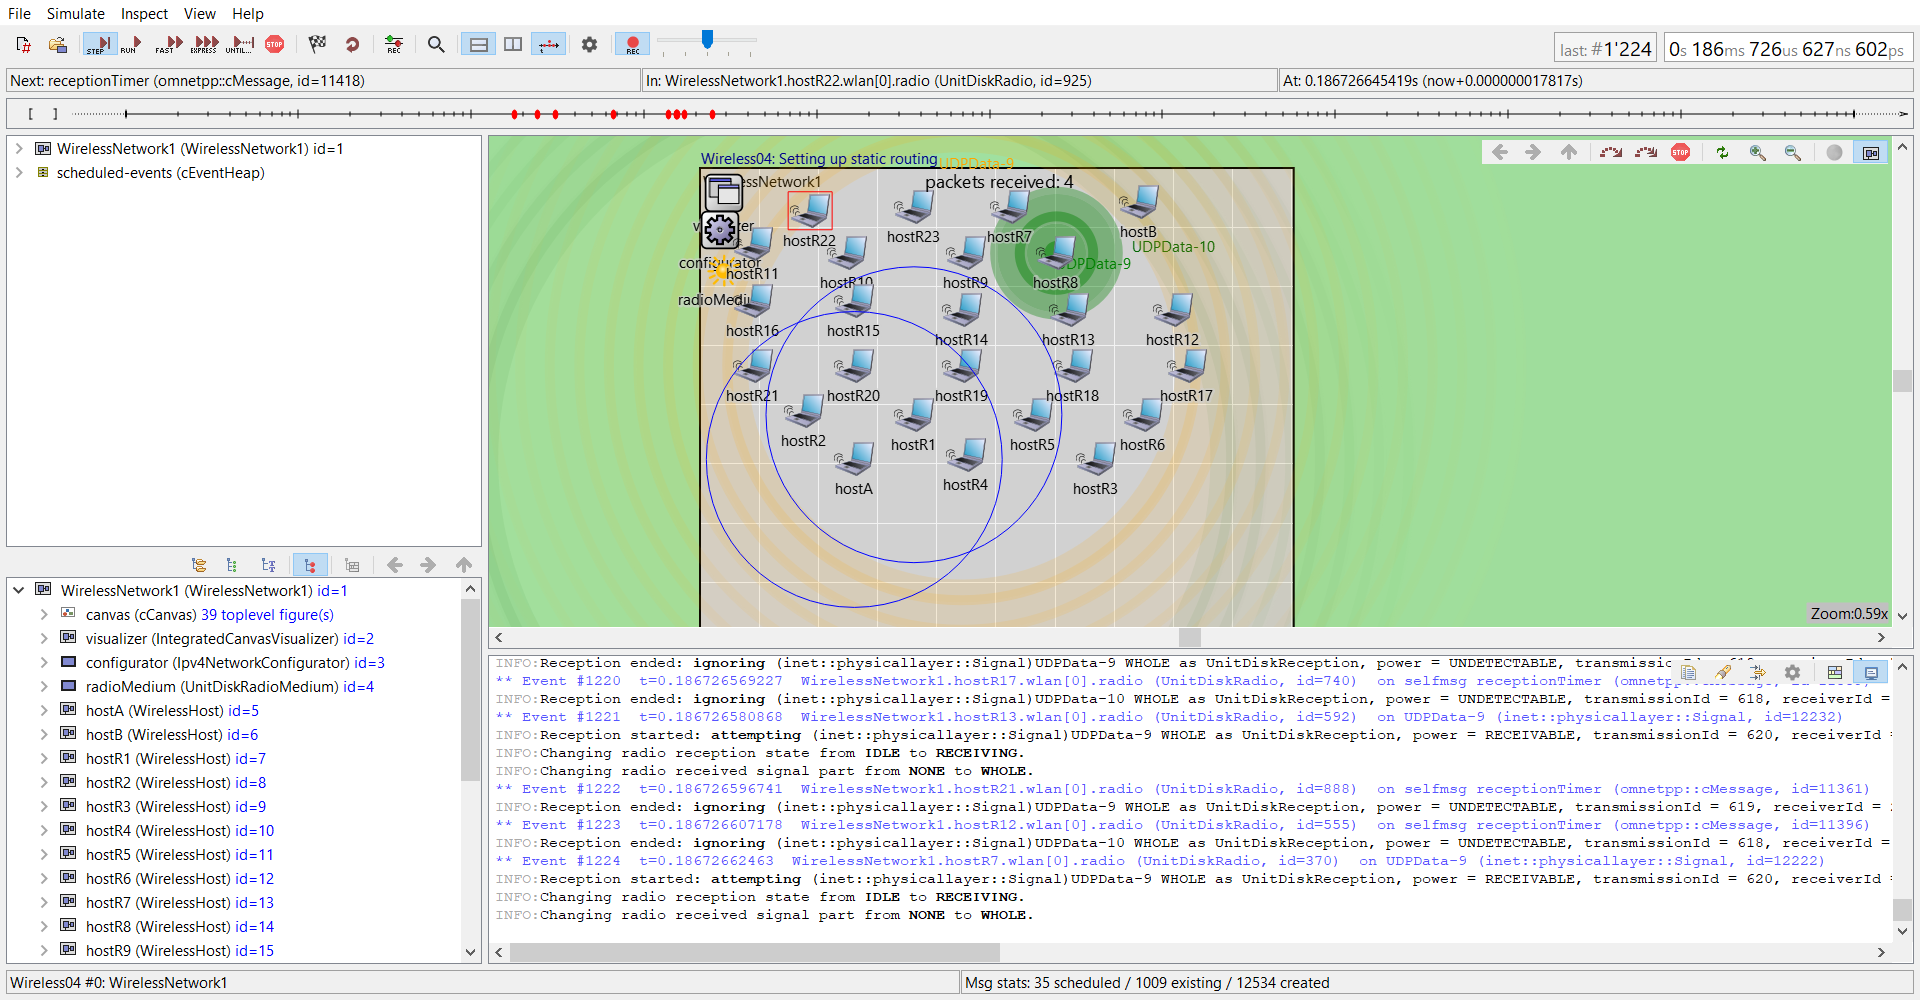 File Simulate Inspect View Help
STEP RUN FAST EXPRESS UNTIL... STOP REC REC
last: #1'224 0s 186ms 726us 627ns 602ps
Next: receptionTimer (omnetpp::cMessage, id=11418) In: WirelessNetwork1.hostR22.wlan[0].radio (UnitDiskRadio, id=925) At: 0.186726645419s (now+0.000000017817s)
[ ]
WirelessNetwork1 (WirelessNetwork1) id=1
scheduled-events (cEventHeap)
WirelessNetwork1 (WirelessNetwork1) id=1
canvas (cCanvas) 39 toplevel figure(s)
visualizer (IntegratedCanvasVisualizer) id=2
configurator (Ipv4NetworkConfigurator) id=3
radioMedium (UnitDiskRadioMedium) id=4
hostA (WirelessHost) id=5
hostB (WirelessHost) id=6
hostR1 (WirelessHost) id=7
hostR2 (WirelessHost) id=8
hostR3 (WirelessHost) id=9
hostR4 (WirelessHost) id=10
hostR5 (WirelessHost) id=11
hostR6 (WirelessHost) id=12
hostR7 (WirelessHost) id=13
hostR8 (WirelessHost) id=14
hostR9 (WirelessHost) id=15
Wireless04: Setting up static routing
UDPData-9
packets received: 4
STOP
hostR22
hostR23
hostR7
hostB
UDPData-10
configurator
hostR11
hostR10
hostR9
hostR8
UDPData-9
hostR16
hostR15
hostR14
hostR13
hostR12
hostR21
hostR20
hostR19
hostR18
hostR17
hostR2
hostR1
hostR5
hostR6
hostA
hostR4
hostR3
Zoom:0.59x
INFO:Reception ended: ignoring (inet::physicallayer::Signal)UDPData-9 WHOLE as UnitDiskReception, power = UNDETECTABLE, transmissionId
** Event #1220 t=0.186726569227 WirelessNetwork1.hostR17.wlan[0].radio (UnitDiskRadio, id=740) on selfmsg receptionTimer (omnetpp::cMessage,
INFO:Reception ended: ignoring (inet::physicallayer::Signal)UDPData-10 WHOLE as UnitDiskReception, power = UNDETECTABLE, transmissionId = 618, receiverId =
** Event #1221 t=0.186726580868 WirelessNetwork1.hostR13.wlan[0].radio (UnitDiskRadio, id=592) on UDPData-9 (inet::physicallayer::Signal, id=12232)
INFO:Reception started: attempting (inet::physicallayer::Signal)UDPData-9 WHOLE as UnitDiskReception, power = RECEIVABLE, transmissionId = 620, receiverId =
INFO:Changing radio reception state from IDLE to RECEIVING.
INFO:Changing radio received signal part from NONE to WHOLE.
** Event #1222 t=0.186726596741 WirelessNetwork1.hostR21.wlan[0].radio (UnitDiskRadio, id=888) on selfmsg receptionTimer (omnetpp::cMessage, id=11361)
INFO:Reception ended: ignoring (inet::physicallayer::Signal)UDPData-9 WHOLE as UnitDiskReception, power = UNDETECTABLE, transmissionId = 619, receiverId =
** Event #1223 t=0.186726607178 WirelessNetwork1.hostR12.wlan[0].radio (UnitDiskRadio, id=555) on selfmsg receptionTimer (omnetpp::cMessage, id=11396)
INFO:Reception ended: ignoring (inet::physicallayer::Signal)UDPData-10 WHOLE as UnitDiskReception, power = UNDETECTABLE, transmissionId = 618, receiverId =
** Event #1224 t=0.18672662463 WirelessNetwork1.hostR7.wlan[0].radio (UnitDiskRadio, id=370) on UDPData-9 (inet::physicallayer::Signal, id=12222)
INFO:Reception started: attempting (inet::physicallayer::Signal)UDPData-9 WHOLE as UnitDiskReception, power = RECEIVABLE, transmissionId = 620, receiverId =
INFO:Changing radio reception state from IDLE to RECEIVING.
INFO:Changing radio received signal part from NONE to WHOLE.
Wireless04 #0: WirelessNetwork1 Msg stats: 35 scheduled / 1009 existing / 12534 created